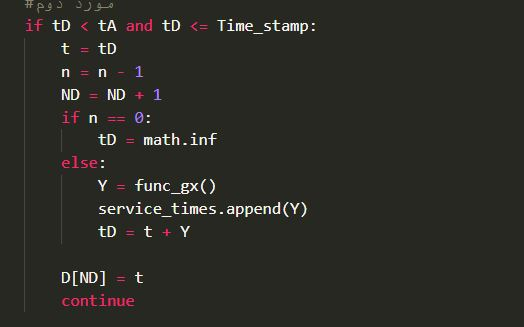 #مورد دوم
if tD < tA and tD <= Time_stamp:
    t = tD
    n = n - 1
    ND = ND + 1
    if n == 0:
        tD = math.inf
    else:
        Y = func_gx()
        service_times.append(Y)
        tD = t + Y
    D[ND] = t
    continue